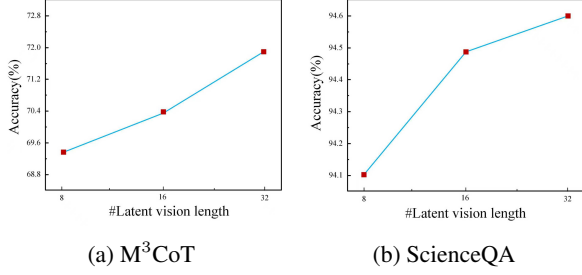 72.8
72.0
71.2
70.4
69.6
68.8
Accuracy(%)
8 16 32
#Latent vision length
(a) M³CoT
94.6
94.5
94.4
94.3
94.2
94.1
Accuracy(%)
8 16 32
#Latent vision length
(b) ScienceQA